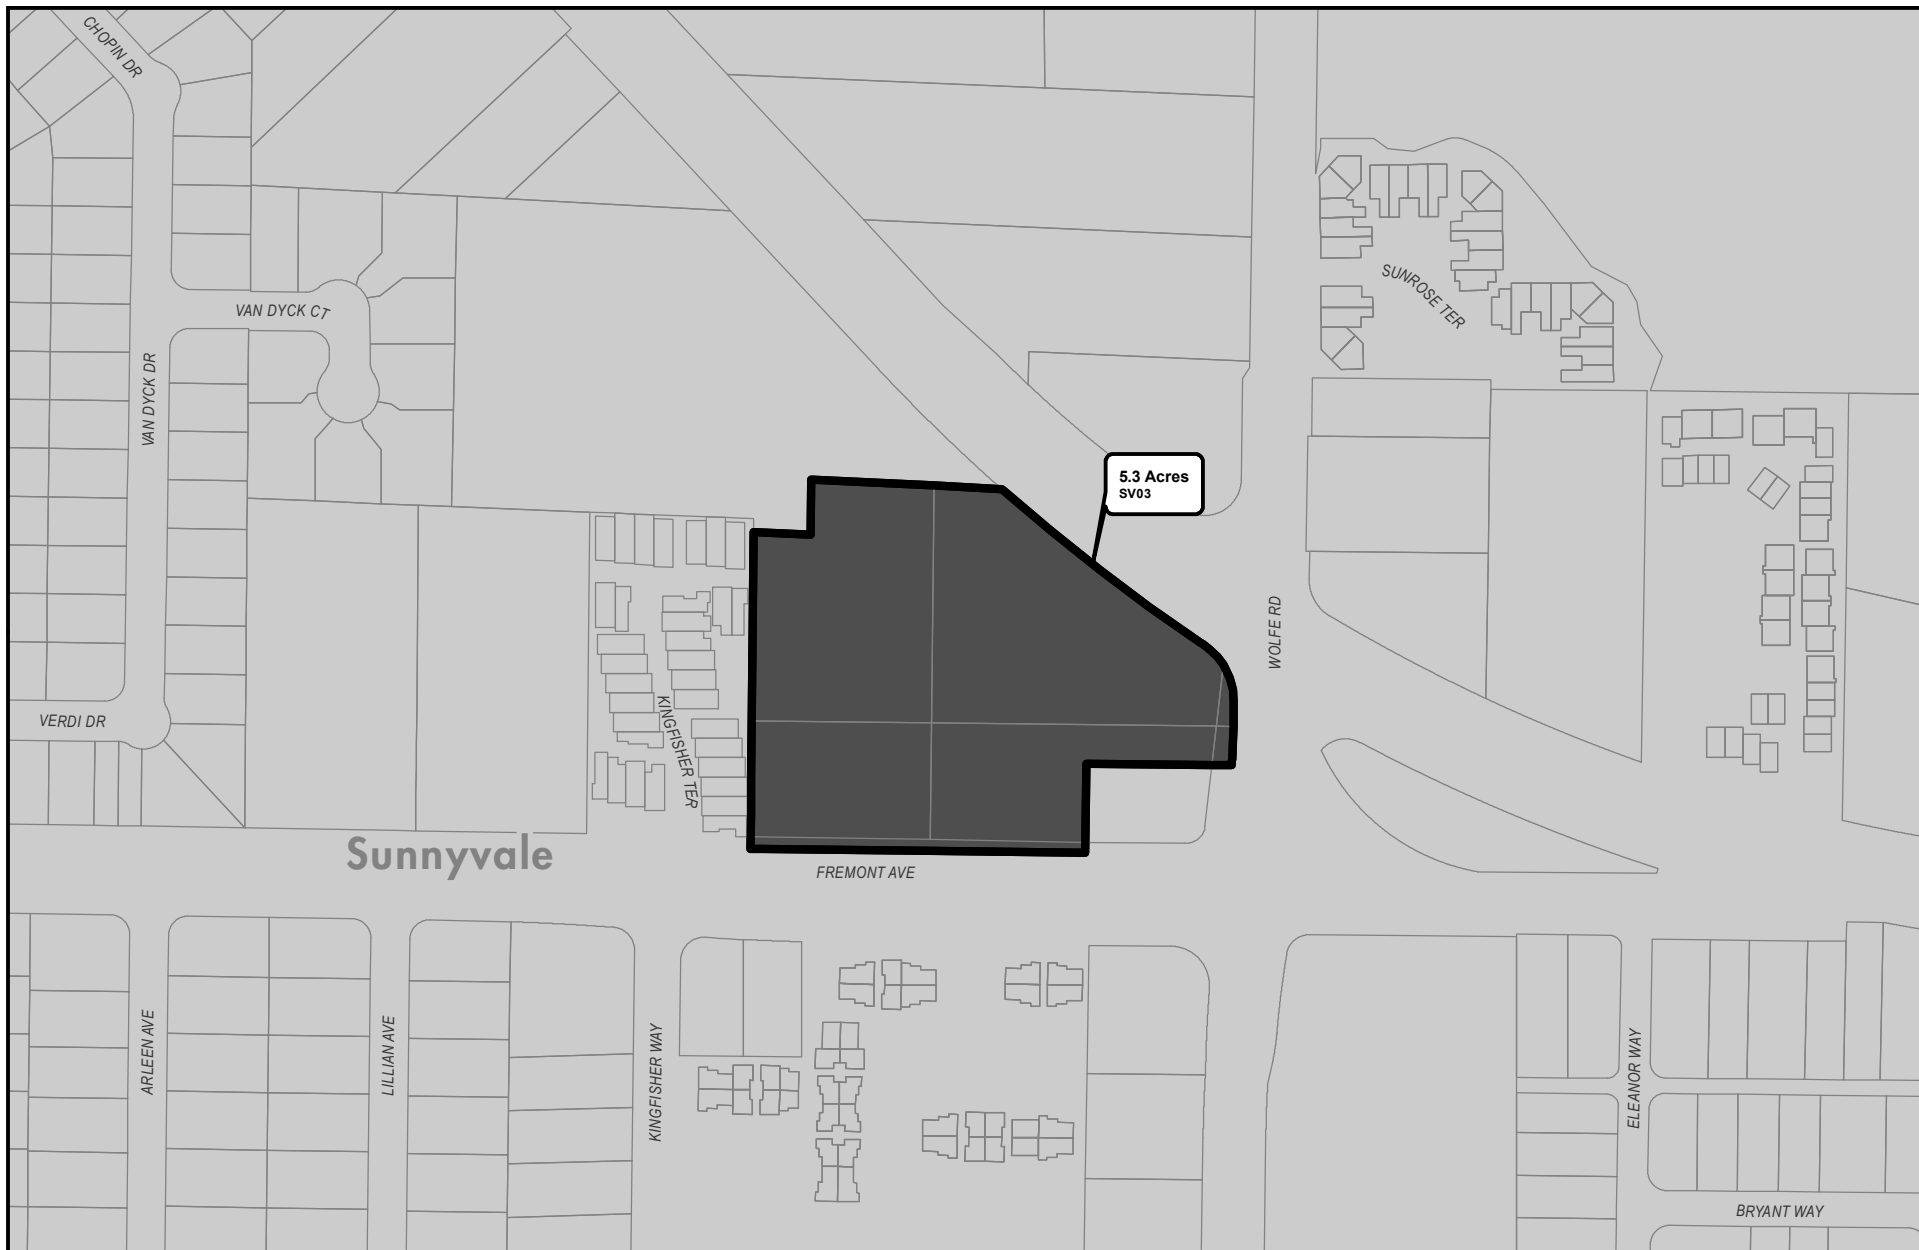 CHOPIN DR
VAN DYCK CT
SUNROSE TER
VAN DYCK DR
5.3 Acres
SV03
WOLFE RD
VERDI DR
KINGFISHER TER
Sunnyvale
FREMONT AVE
ARLEEN AVE
LILLIAN AVE
KINGFISHER WAY
ELEANOR WAY
BRYANT WAY